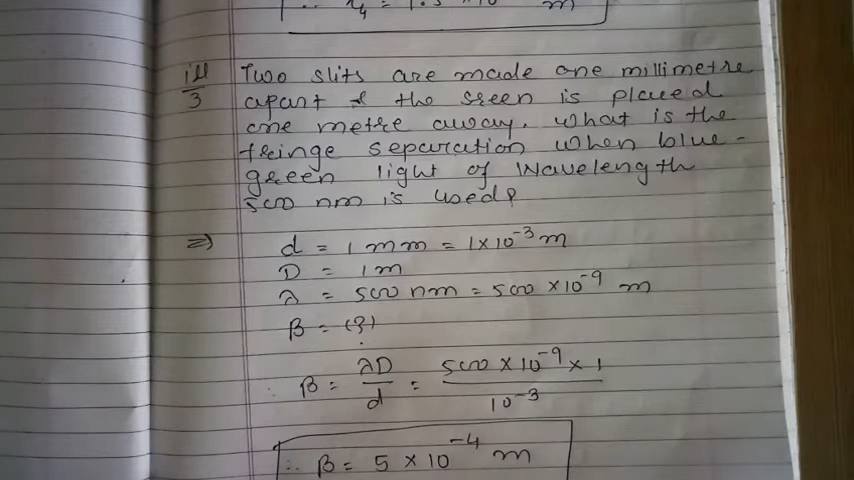 ill
3
Two slits are made one millimetre
apart & the sreen is placed
one metre away. What is the
fringe separation when blue-
green light of wavelength
500 nm is used?
⇒) d = 1 mm = 1×10⁻³ m
D = 1 m
λ = 500 nm = 500 × 10⁻⁹ m
β = (?)
∴ β = λD/d = 500 × 10⁻⁹ × 1 / 10⁻³
∴ β = 5 × 10⁻⁴ m